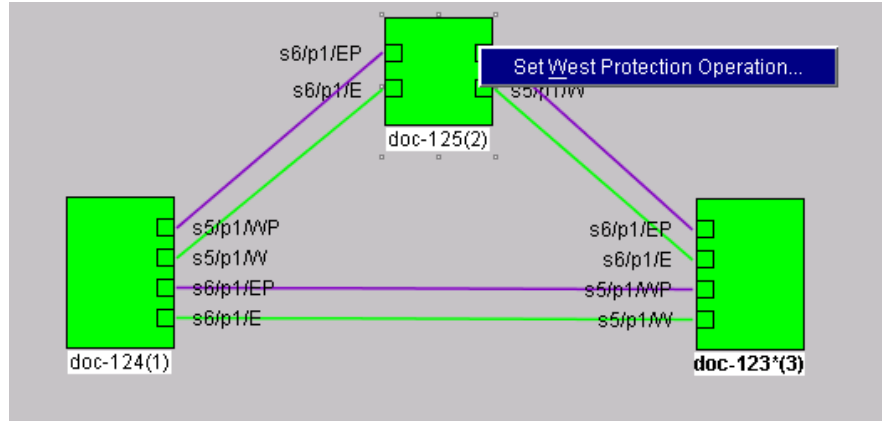 s6/p1/EP
Set West Protection Operation...
s6/p1/E
s5/p1/W
doc-125(2)
s5/p1/WP
s6/p1/EP
s5/p1/W
s6/p1/E
s6/p1/EP
s5/p1/WP
s6/p1/E
s5/p1/W
doc-124(1)
doc-123*(3)